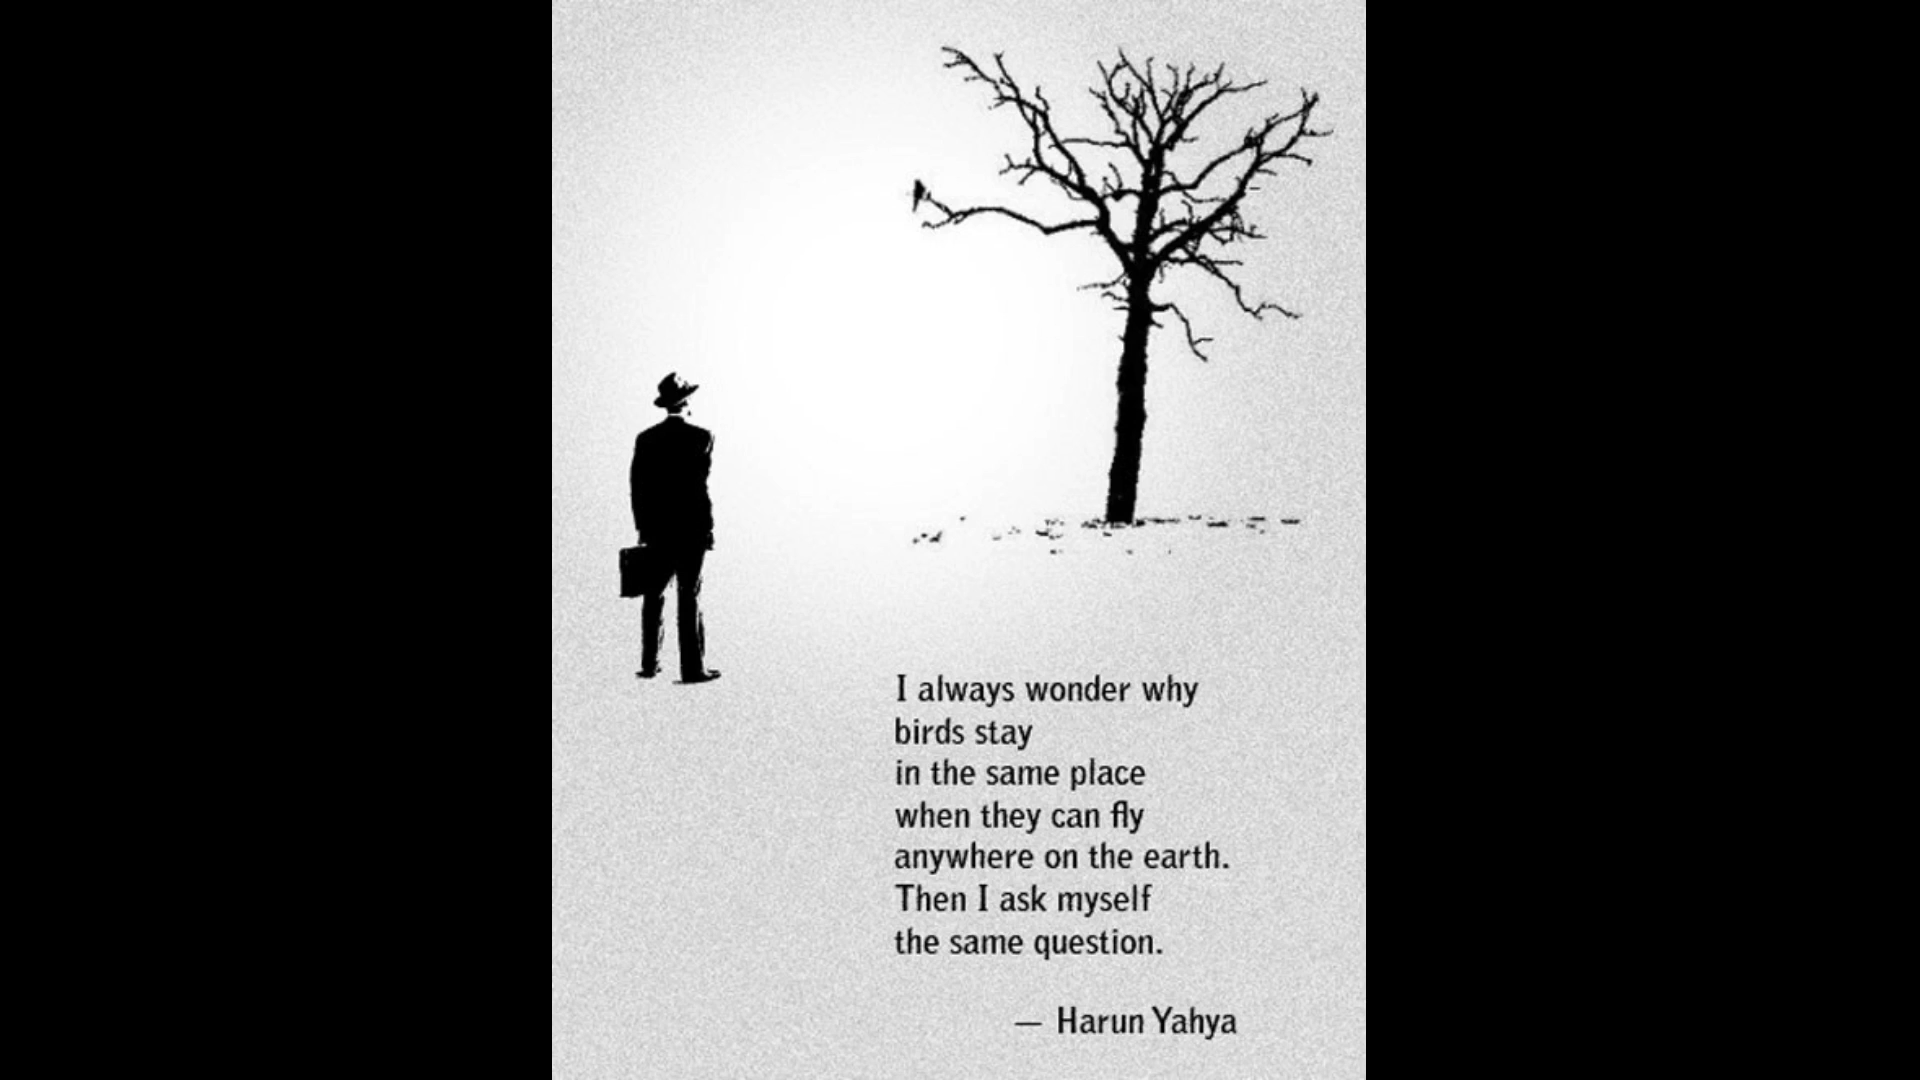 I always wonder why
birds stay
in the same place
when they can fly
anywhere on the earth.
Then I ask myself
the same question.
— Harun Yahya